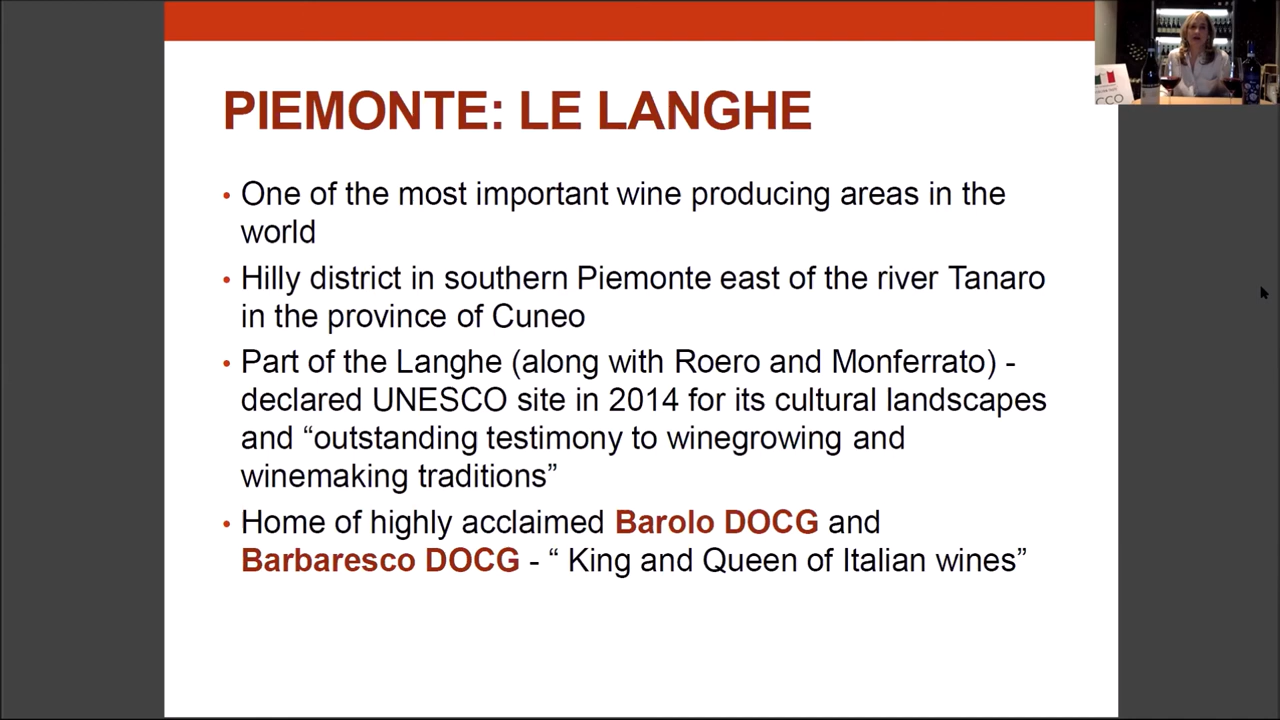 PIEMONTE: LE LANGHE
• One of the most important wine producing areas in the
world
• Hilly district in southern Piemonte east of the river Tanaro
in the province of Cuneo
• Part of the Langhe (along with Roero and Monferrato) -
declared UNESCO site in 2014 for its cultural landscapes
and “outstanding testimony to winegrowing and
winemaking traditions”
• Home of highly acclaimed Barolo DOCG and
Barbaresco DOCG - “ King and Queen of Italian wines”